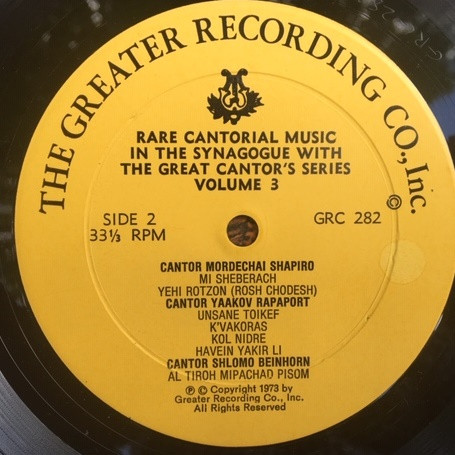 THE GREATER RECORDING CO., Inc.
©
RARE CANTORIAL MUSIC
IN THE SYNAGOGUE WITH
THE GREAT CANTOR'S SERIES
VOLUME 3
SIDE 2
33⅓ RPM
GRC 282
CANTOR MORDECHAI SHAPIRO
MI SHEBERACH
YEHI ROTZON (ROSH CHODESH)
CANTOR YAAKOV RAPAPORT
UNSANE TOIKEF
K'VAKORAS
KOL NIDRE
HAVEIN YAKIR LI
CANTOR SHLOMO BEINHORN
AL TIROH MIPACHAD PISOM
℗ © Copyright 1973 by
Greater Recording Co., Inc.
All Rights Reserved